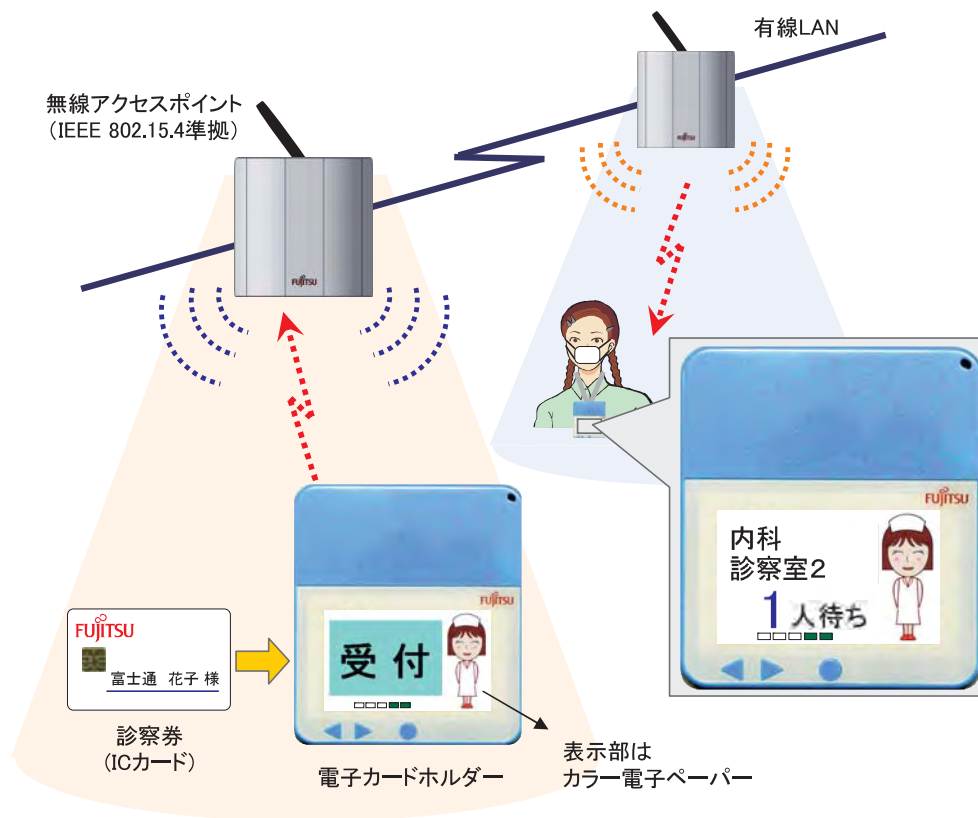 有線LAN
無線アクセスポイント
（IEEE 802.15.4準拠）
FUJITSU
FUJITSU
FUJITSU
内科
診察室2
1人待ち
FUJITSU
受付
FUJITSU
富士通 花子 様
診察券
(ICカード)
電子カードホルダー
表示部は
カラー電子ペーパー